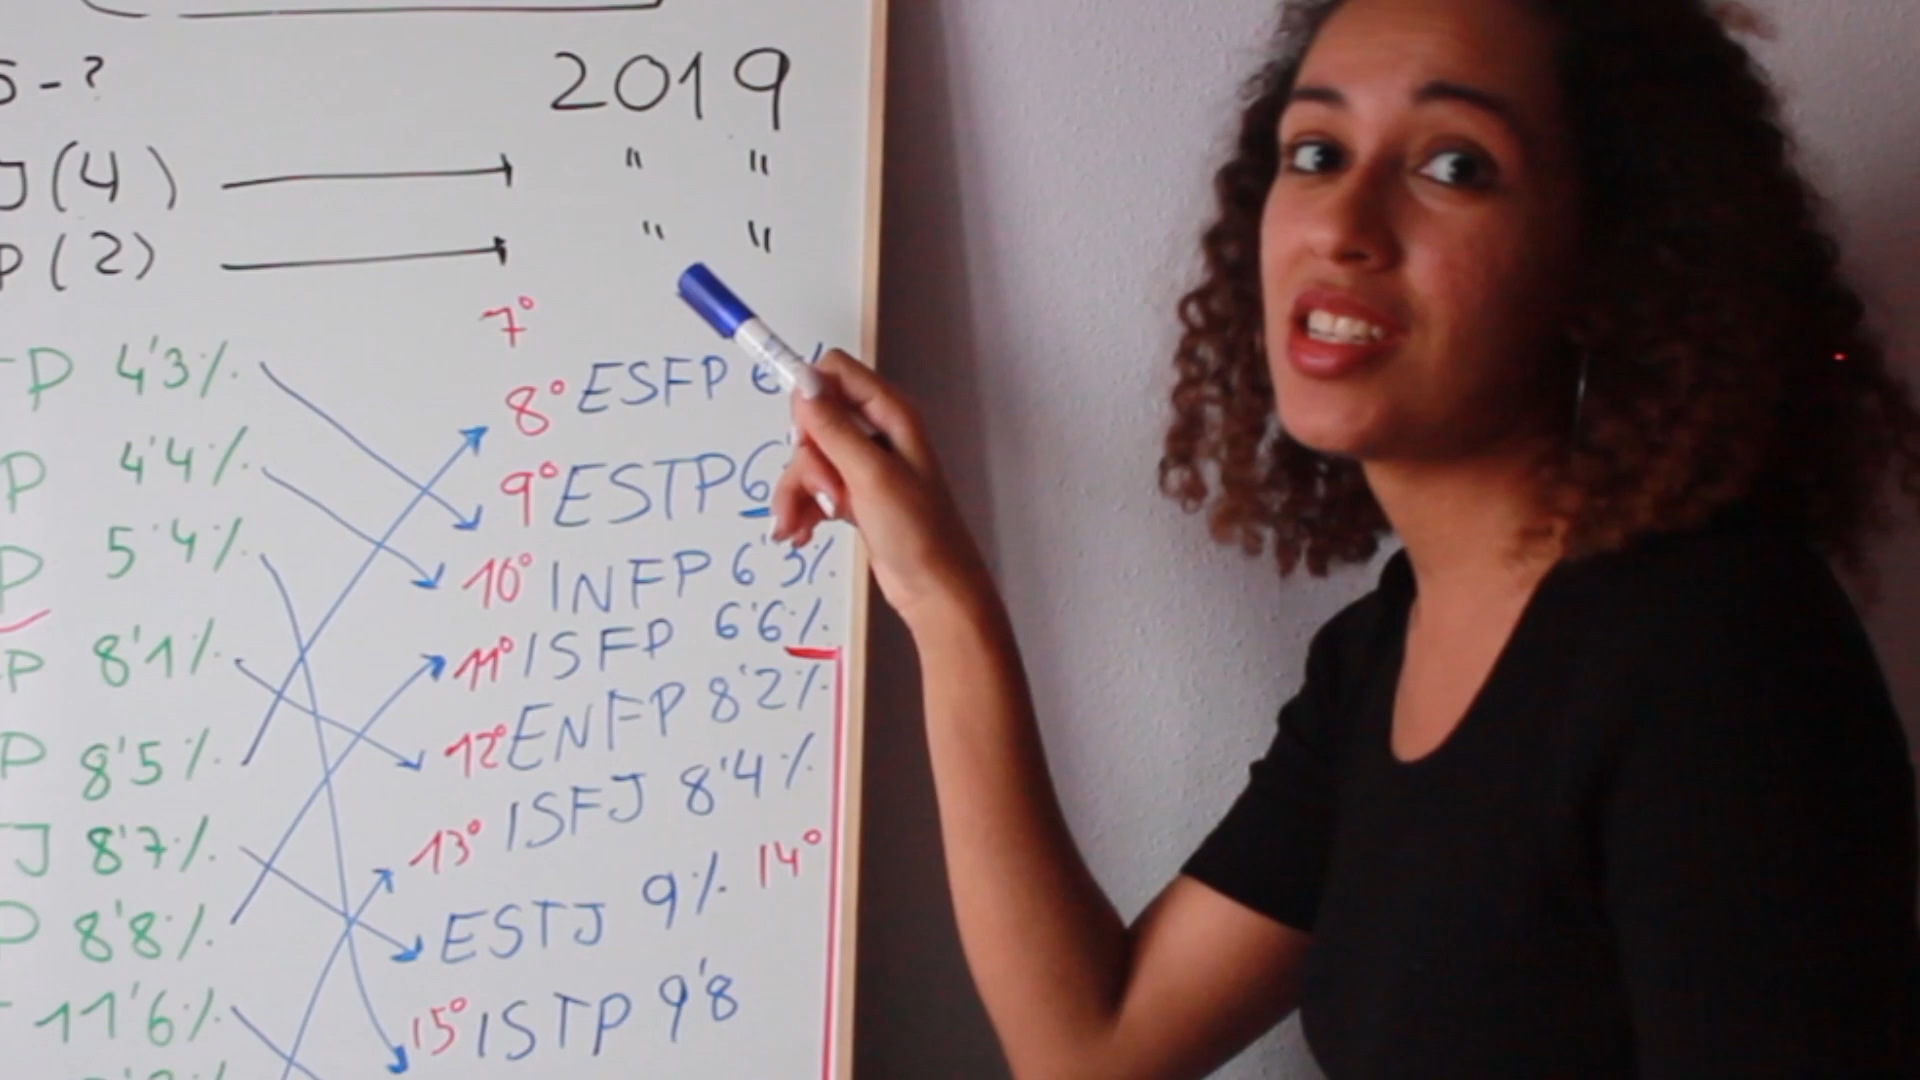 5-? 2019
J (4) " "
P (2) " "
7°
P 4'3%
8° ESFP
P 4'4%
9° ESTP 6
P 5'4%
10° INFP 6'3%
P 8'1%
11° ISFP 6'6%
P 8'5%
12° ENFP 8'2%
J 8'7%
13° ISFJ 8'4%
P 8'8%
ESTJ 9% 14°
11'6%
15° ISTP 9'8